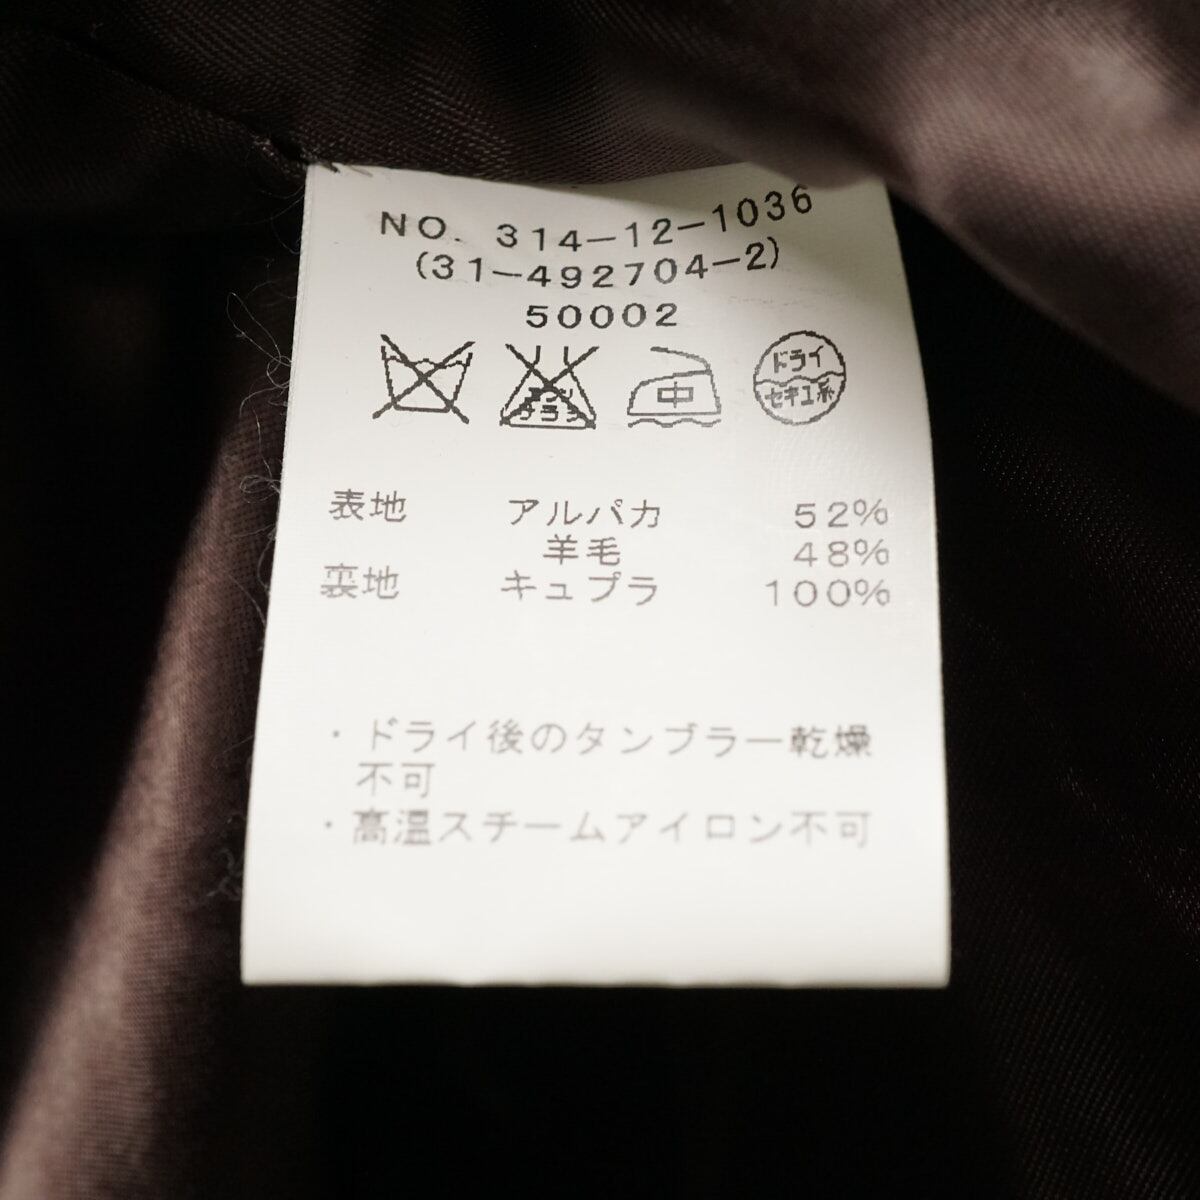 NO. 314-12-1036
(31-492704-2)
50002
中 ドライ
セキユ系
表地 アルパカ 52%
羊毛 48%
裏地 キュプラ 100%
・ドライ後のタンブラー乾燥
不可
・高温スチームアイロン不可